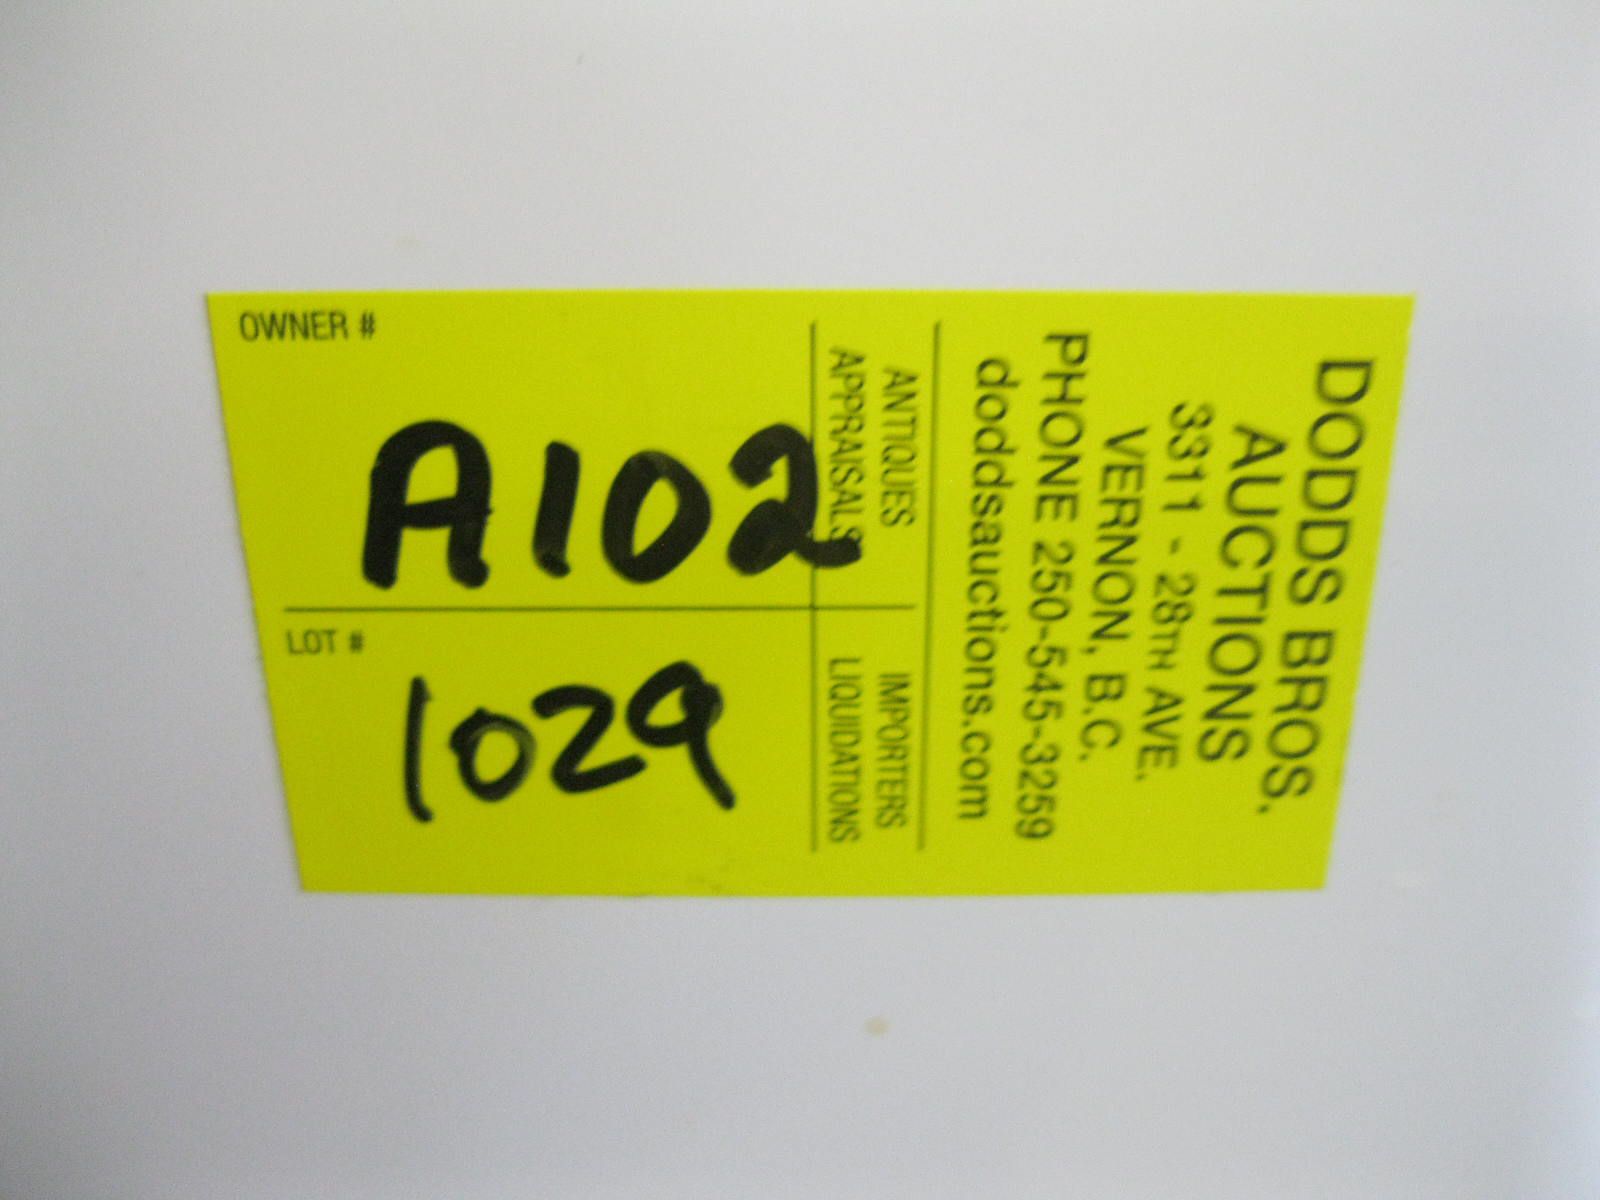 OWNER #
A102
LOT #
1029
DODDS BROS.
AUCTIONS
3311 - 28TH AVE.
VERNON, B.C.
PHONE 250-545-3259
doddsauctions.com
ANTIQUES IMPORTERS
APPRAISALS LIQUIDATIONS